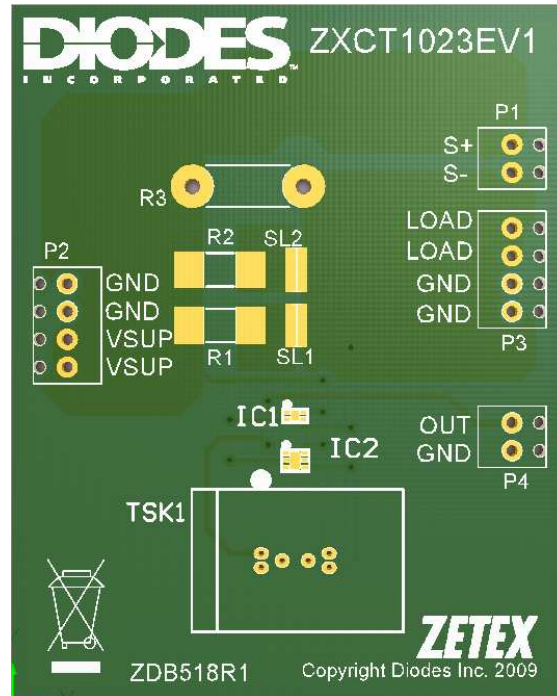 DIODES™
INCORPORATED
ZXCT1023EV1
P1
S+
S-
R3
LOAD
LOAD
GND
GND
P3
P2
GND
GND
VSUP
VSUP
R2
SL2
R1
SL1
IC1
IC2
OUT
GND
P4
TSK1
ZETEX
ZDB518R1
Copyright Diodes Inc. 2009